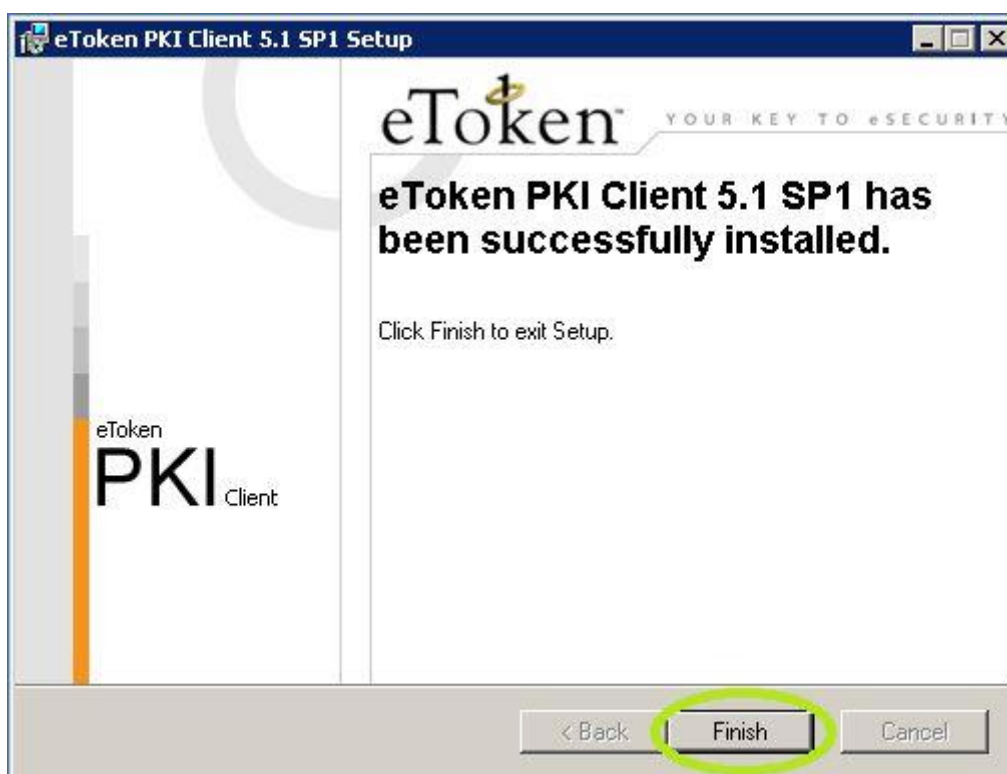 eToken PKI Client 5.1 SP1 Setup
eToken™ YOUR KEY TO eSECURITY
eToken PKI Client 5.1 SP1 has
been successfully installed.
Click Finish to exit Setup.
eToken
PKI Client
< Back Finish Cancel